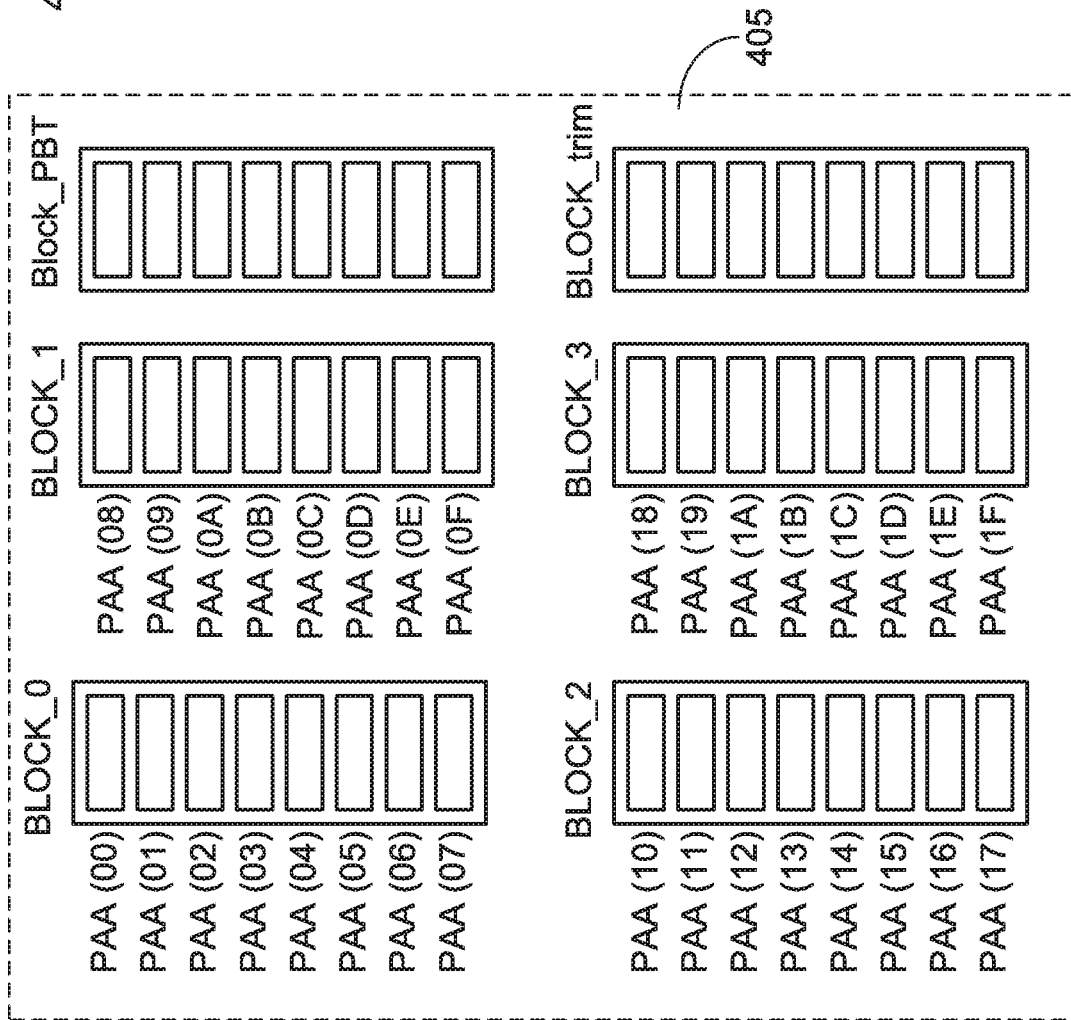 4
BLOCK_0
PAA (00)
PAA (01)
PAA (02)
PAA (03)
PAA (04)
PAA (05)
PAA (06)
PAA (07)
BLOCK_1
PAA (08)
PAA (09)
PAA (0A)
PAA (0B)
PAA (0C)
PAA (0D)
PAA (0E)
PAA (0F)
Block_PBT
BLOCK_2
PAA (10)
PAA (11)
PAA (12)
PAA (13)
PAA (14)
PAA (15)
PAA (16)
PAA (17)
BLOCK_3
PAA (18)
PAA (19)
PAA (1A)
PAA (1B)
PAA (1C)
PAA (1D)
PAA (1E)
PAA (1F)
BLOCK_trim
405